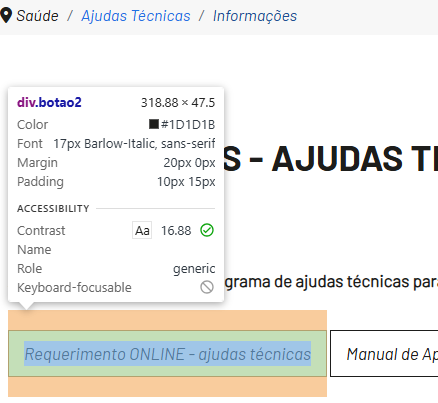 Saúde / Ajudas Técnicas / Informações
div.botao2 318.88 × 47.5
Color #1D1D1B
Font 17px Barlow-Italic, sans-serif
Margin 20px 0px
Padding 10px 15px
ACCESSIBILITY
Contrast Aa 16.88
Name
Role generic
Keyboard-focusable
S - AJUDAS
grama de ajudas técnicas
Requerimento ONLINE - ajudas técnicas
Manual de